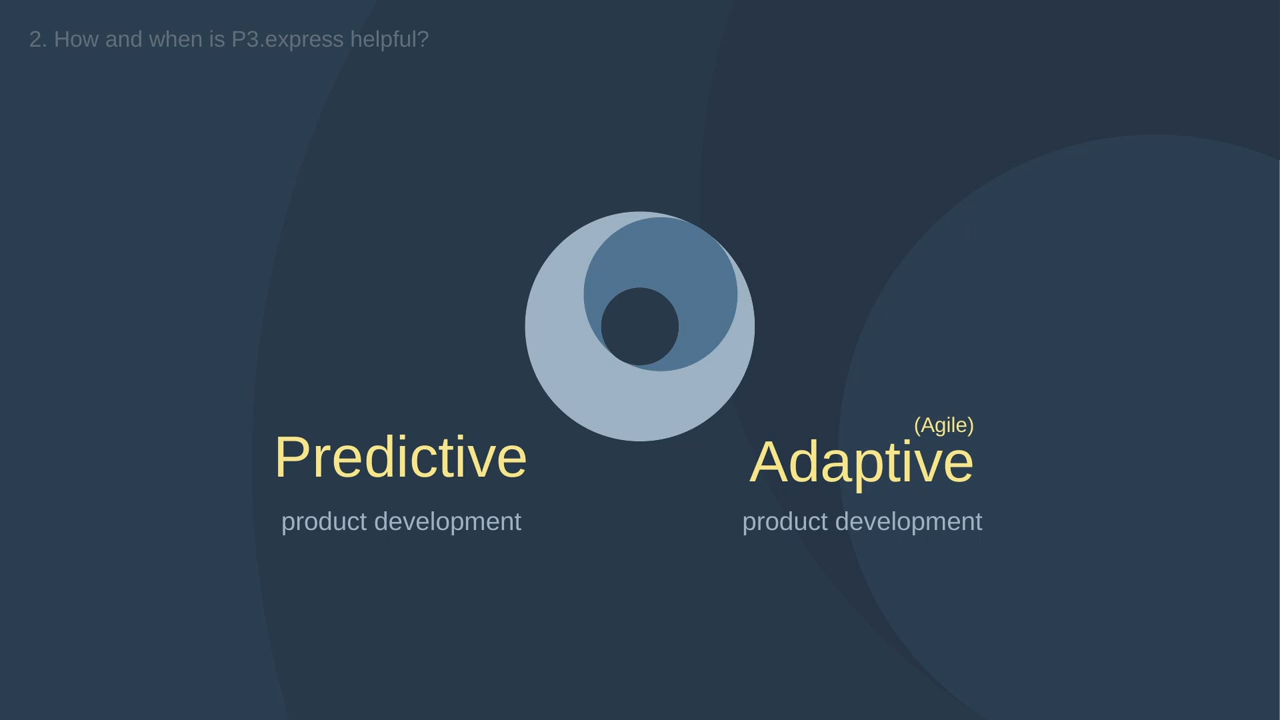 2. How and when is P3.express helpful?
Predictive
product development
(Agile)
Adaptive
product development